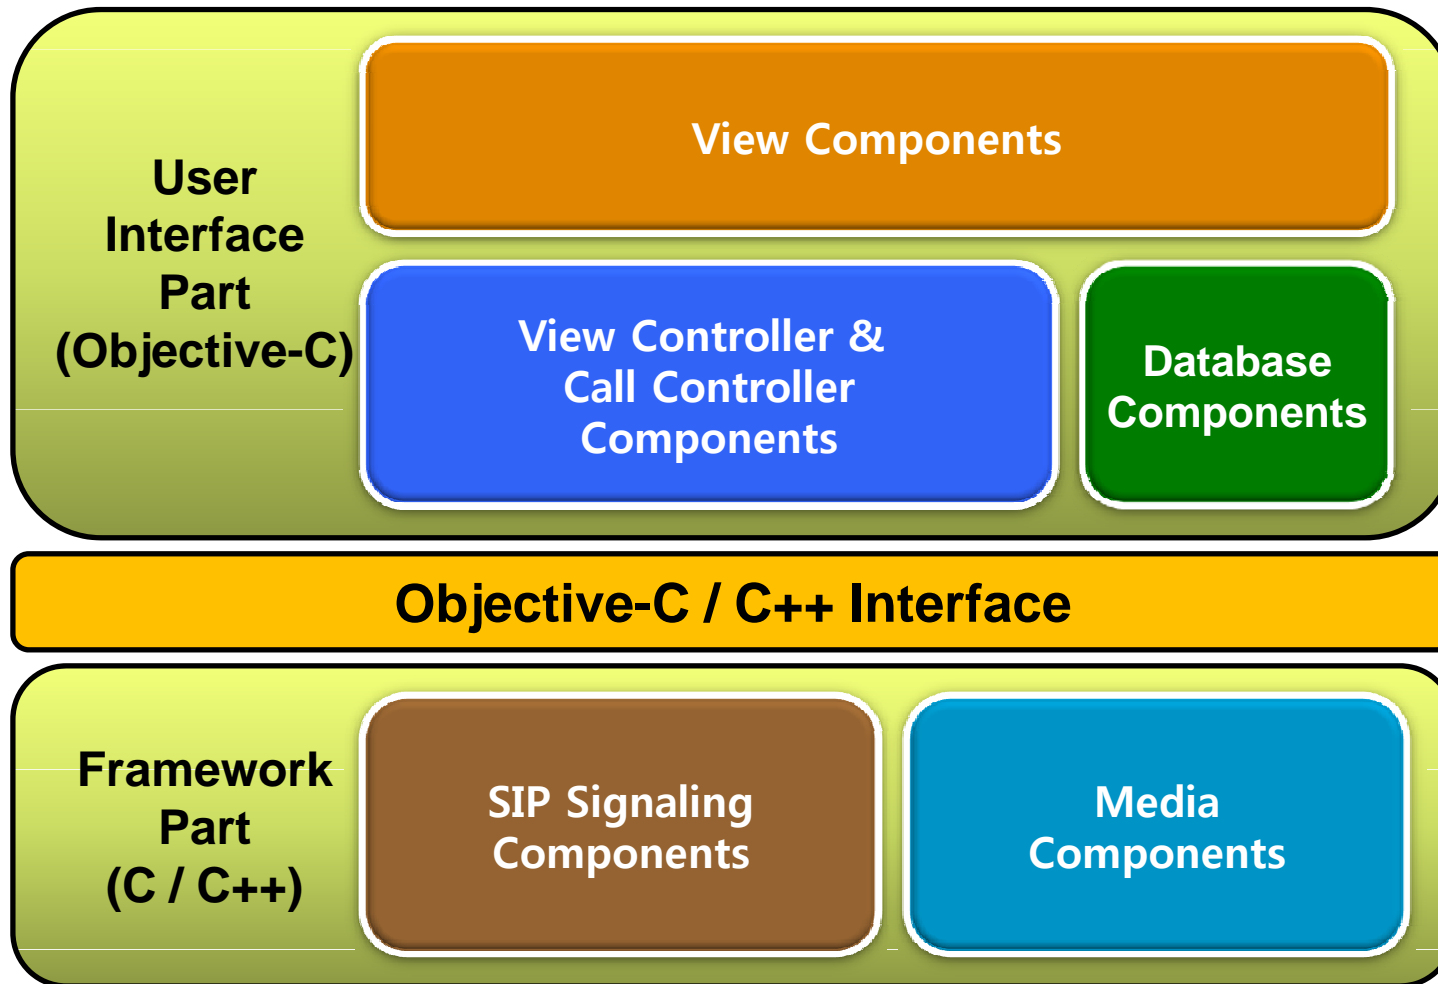 User
Interface
Part
(Objective-C)
View Components
View Controller &
Call Controller
Components
Database
Components
Objective-C / C++ Interface
Framework
Part
(C / C++)
SIP Signaling
Components
Media
Components